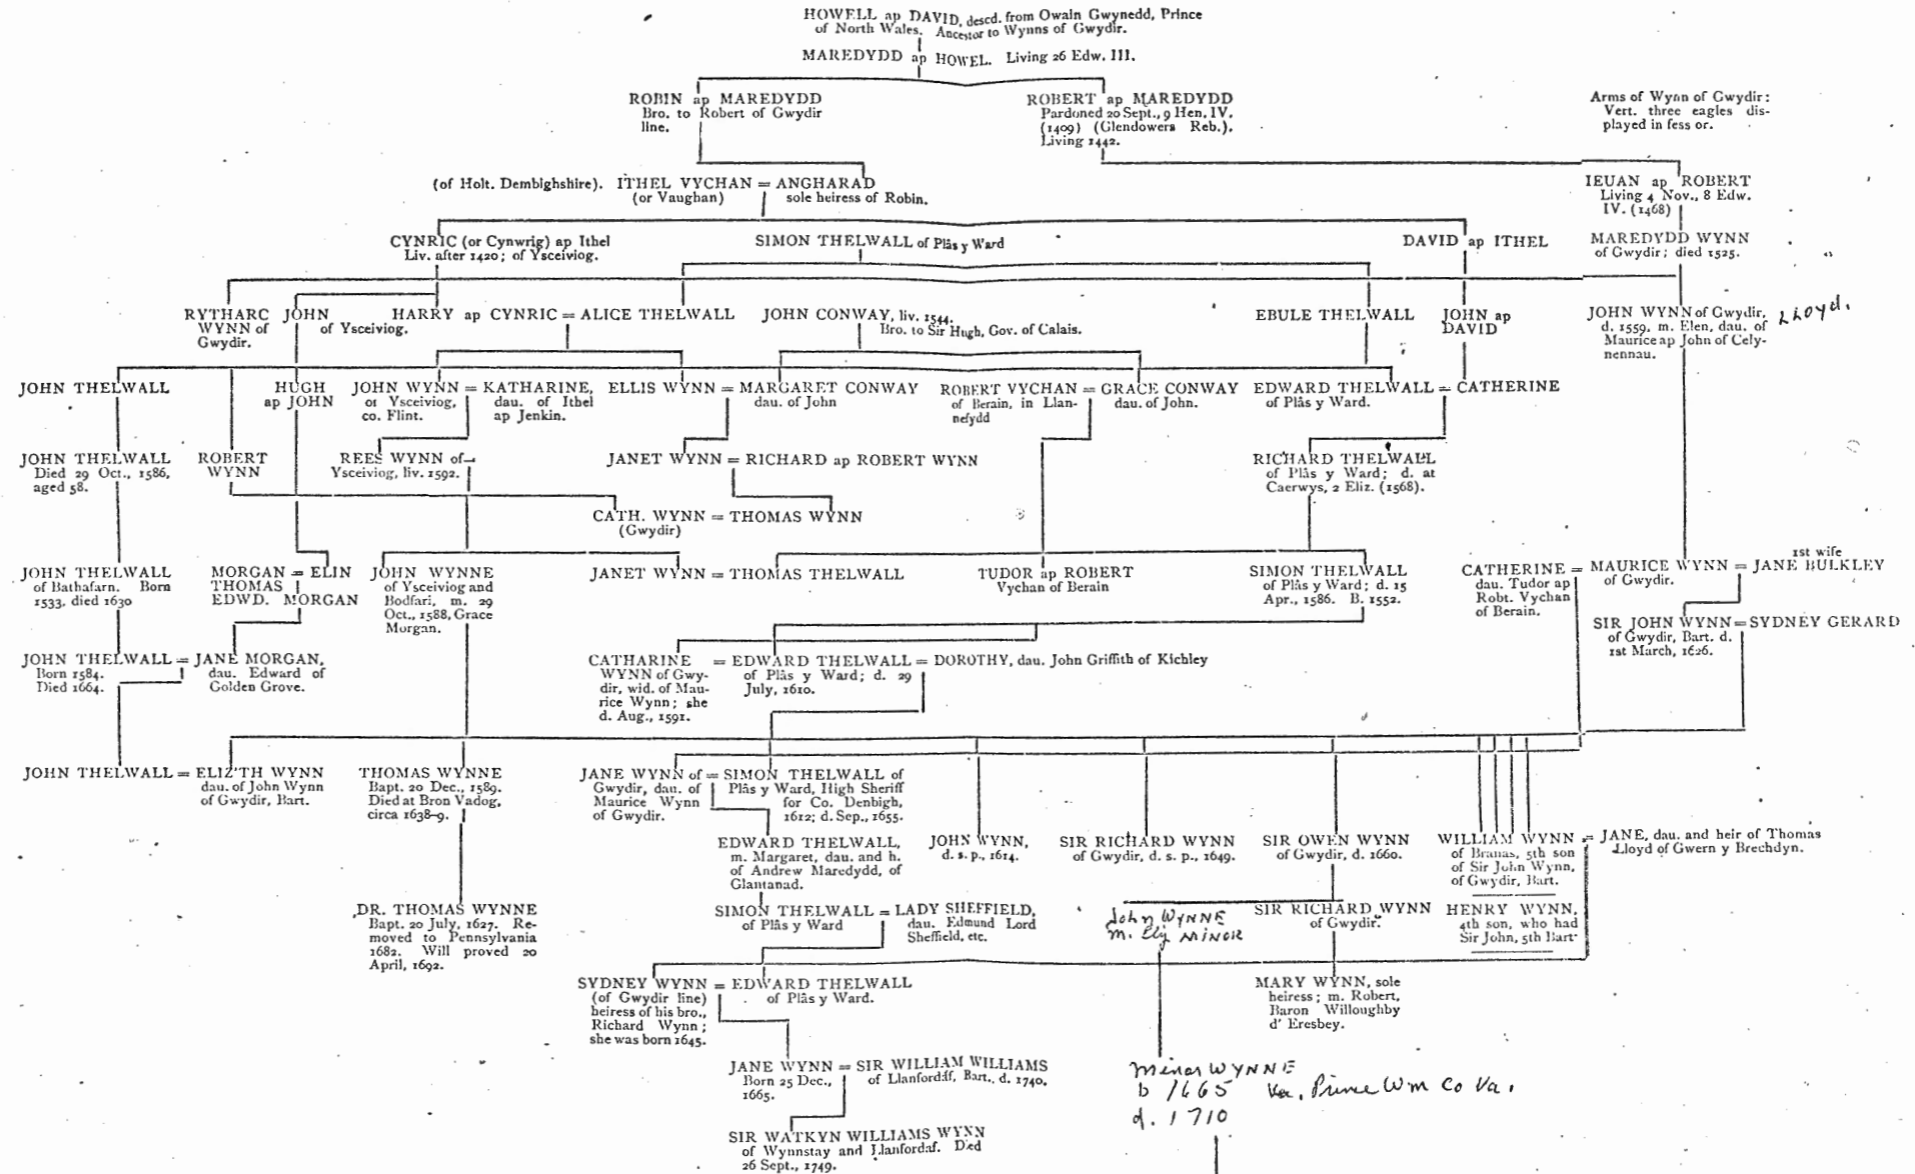 HOWELL ap DAVID, descd. from Owain Gwynedd, Prince
of North Wales. Ancestor to Wynns of Gwydir.
MAREDYDD ap HOWEL. Living 26 Edw. III.
ROBIN ap MAREDYDD
Bro. to Robert of Gwydir
line.
ROBERT ap MAREDYDD
Pardoned 20 Sept., 9 Hen. IV.
(1409) (Glendowers Reb.).
Living 1442.
Arms of Wynn of Gwydir:
Vert. three eagles dis-
played in fess or.
(of Holt. Dembighshire). ITHEL VYCHAN = ANGHARAD
(or Vaughan) sole heiress of Robin.
IEUAN ap ROBERT
Living 4 Nov., 8 Edw.
IV. (1468)
CYNRIC (or Cynwrig) ap Ithel
Liv. after 1420; of Ysceiviog.
SIMON THELWALL of Plâs y Ward
DAVID ap ITHEL
MAREDYDD WYNN
of Gwydir; died 1525.
RYTHARC
WYNN of
Gwydir.
JOHN
of Ysceiviog.
HARRY ap CYNRIC = ALICE THELWALL
JOHN CONWAY, liv. 1544.
Bro. to Sir Hugh, Gov. of Calais.
EBULE THELWALL
JOHN ap
DAVID
JOHN WYNN of Gwydir,
d. 1559. m. Elen, dau. of
Maurice ap John of Cely-
nennau.
LLoyd.
JOHN THELWALL
HUGH
ap JOHN
JOHN WYNN = KATHARINE,
of Ysceiviog, dau. of Ithel
co. Flint. ap Jenkin.
ELLIS WYNN = MARGARET CONWAY
dau. of John
ROBERT VYCHAN = GRACE CONWAY
of Berain, in Llan- dau. of John.
nefydd
EDWARD THELWALL = CATHERINE
of Plâs y Ward.
JOHN THELWALL
Died 29 Oct., 1586,
aged 58.
ROBERT
WYNN
REES WYNN of
Ysceiviog, liv. 1592.
JANET WYNN = RICHARD ap ROBERT WYNN
RICHARD THELWALL
of Plâs y Ward; d. at
Caerwys, 2 Eliz. (1568).
CATH. WYNN = THOMAS WYNN
(Gwydir)
JOHN THELWALL
of Bathafarn. Born
1533. died 1630
MORGAN = ELIN
THOMAS
EDWD. MORGAN
JOHN WYNNE
of Ysceiviog and
Bodfari, m. 29
Oct., 1588, Grace
Morgan.
JANET WYNN = THOMAS THELWALL
TUDOR ap ROBERT
Vychan of Berain
SIMON THELWALL
of Plâs y Ward; d. 15
Apr., 1586. B. 1552.
CATHERINE = MAURICE WYNN = JANE BULKLEY
1st wife
dau. Tudor ap of Gwydir.
Robt. Vychan
of Berain.
SIR JOHN WYNN = SYDNEY GERARD
of Gwydir, Bart. d.
1st March, 1626.
JOHN THELWALL = JANE MORGAN,
Born 1584. dau. Edward of
Died 1664. Golden Grove.
CATHARINE = EDWARD THELWALL = DOROTHY, dau. John Griffith of Kichley
WYNN of Gwy- of Plâs y Ward; d. 29
dir, wid. of Mau- July, 1610.
rice Wynn; she
d. Aug., 1591.
JOHN THELWALL = ELIZ'TH WYNN
dau. of John Wynn
of Gwydir, Bart.
THOMAS WYNNE
Bapt. 20 Dec., 1589.
Died at Bron Vadog,
circa 1638-9.
JANE WYNN of = SIMON THELWALL of
Gwydir, dau. of Plâs y Ward, High Sheriff
Maurice Wynn for Co. Denbigh,
of Gwydir. 1612; d. Sep., 1655.
EDWARD THELWALL,
m. Margaret, dau. and h.
of Andrew Maredydd, of
Glantanad.
JOHN WYNN,
d. s. p., 1614.
SIR RICHARD WYNN
of Gwydir, d. s. p., 1649.
SIR OWEN WYNN
of Gwydir, d. 1660.
WILLIAM WYNN = JANE, dau. and heir of Thomas
of Branas, 5th son Lloyd of Gwern y Brechdyn.
of Sir John Wynn,
of Gwydir, Bart.
DR. THOMAS WYNNE
Bapt. 20 July, 1627. Re-
moved to Pennsylvania
1682. Will proved 20
April, 1692.
SIMON THELWALL = LADY SHEFFIELD,
of Plâs y Ward dau. Edmund Lord
Sheffield, etc.
John WYNNE
m. Ely MINOR
SIR RICHARD WYNN
of Gwydir.
HENRY WYNN,
4th son, who had
Sir John, 5th Bart.
SYDNEY WYNN = EDWARD THELWALL
(of Gwydir line) of Plâs y Ward.
heiress of his bro.,
Richard Wynn;
she was born 1645.
MARY WYNN, sole
heiress; m. Robert,
Baron Willoughby
d' Eresbey.
JANE WYNN = SIR WILLIAM WILLIAMS
Born 25 Dec., of Llanfordaf, Bart., d. 1740.
1665.
Minor WYNNE
b 1665 Va. Prince Wm Co Va.
d. 1710
SIR WATKYN WILLIAMS WYNN
of Wynnstay and Llanfordaf. Died
26 Sept., 1749.